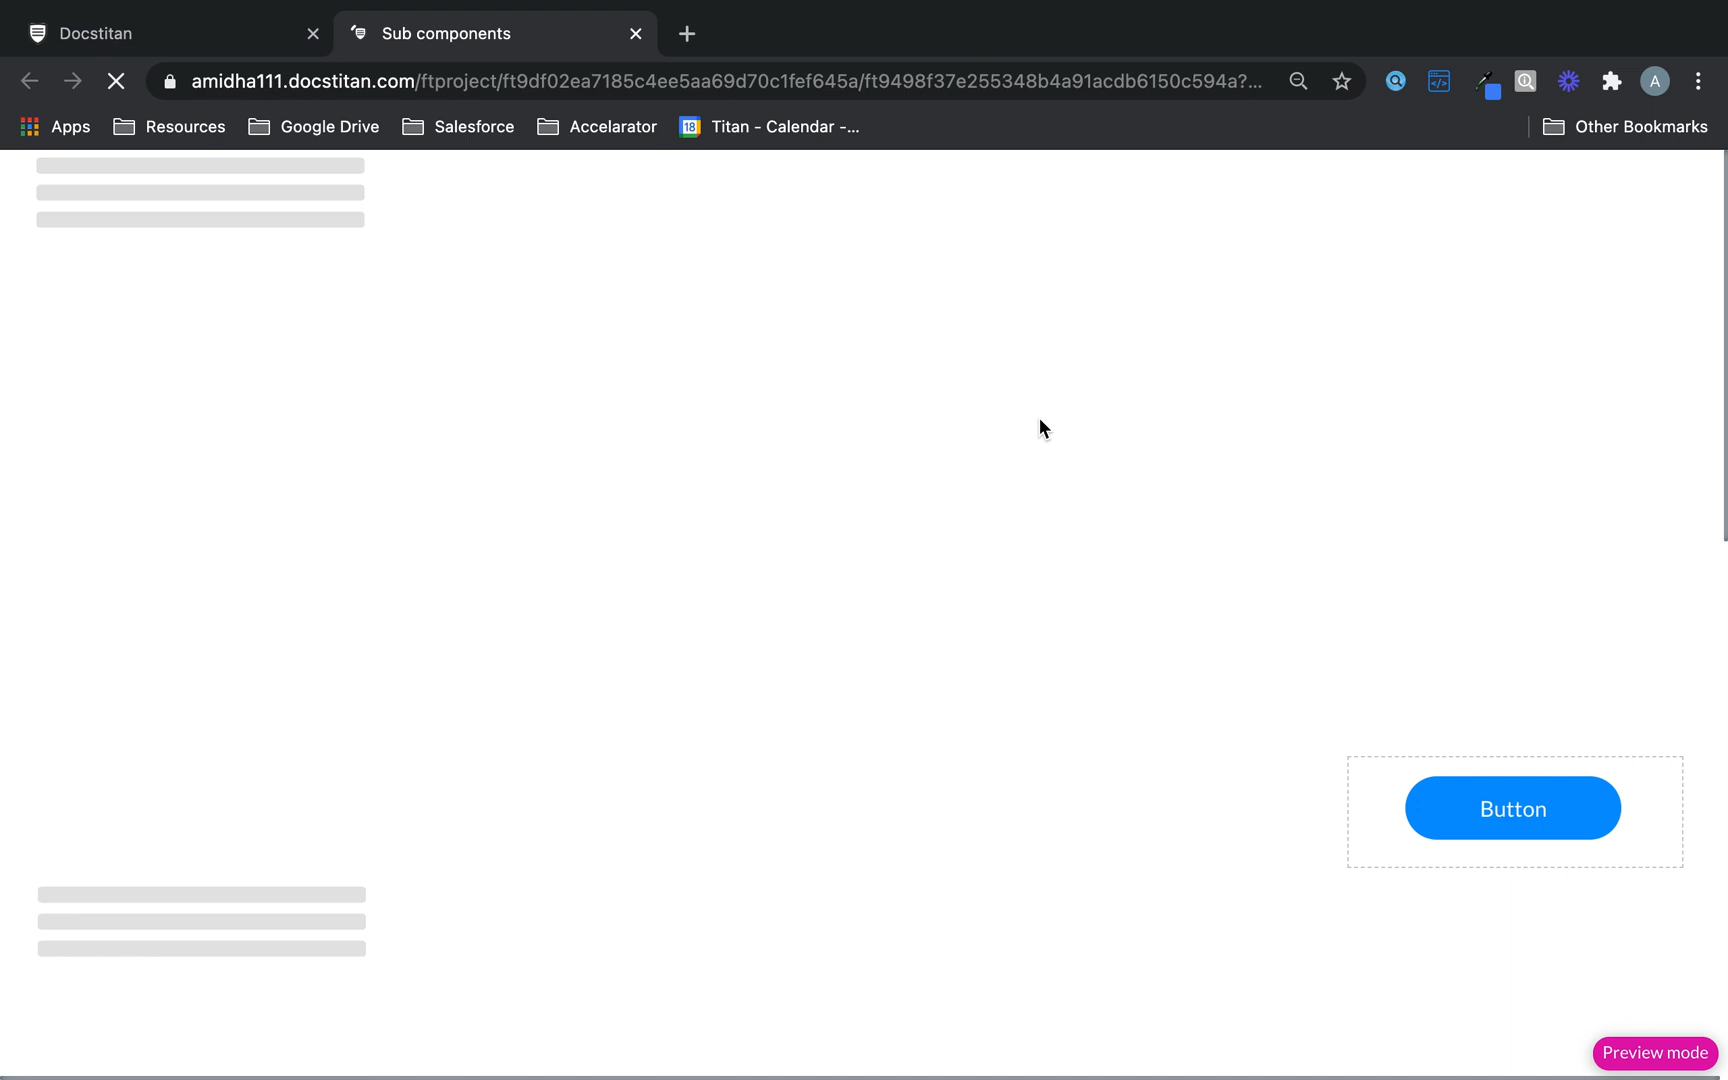 Docstitan
Sub components
amidha111.docstitan.com/ftproject/ft9df02ea7185c4ee5aa69d70c1fef645a/ft9498f37e255348b4a91acdb6150c594a?...
A
Apps
Resources
Google Drive
Salesforce
Accelarator
18
Titan - Calendar -...
Other Bookmarks
Button
Preview mode